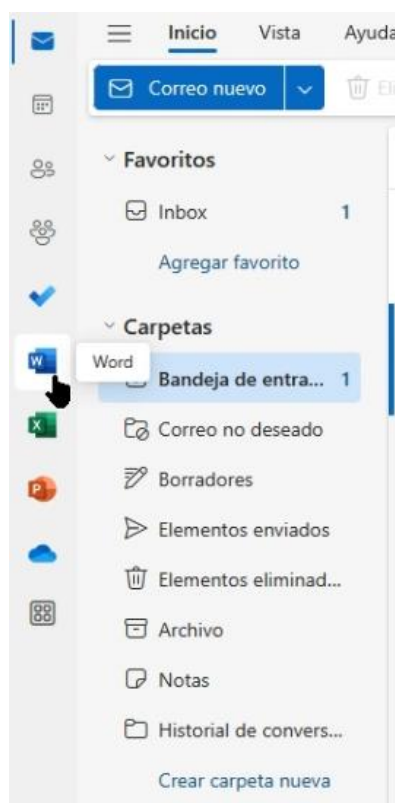 Inicio Vista Ayuda
Correo nuevo
Favoritos
Inbox 1
Agregar favorito
Carpetas
Word
Bandeja de entra... 1
Correo no deseado
Borradores
Elementos enviados
Elementos eliminad...
Archivo
Notas
Historial de convers...
Crear carpeta nueva